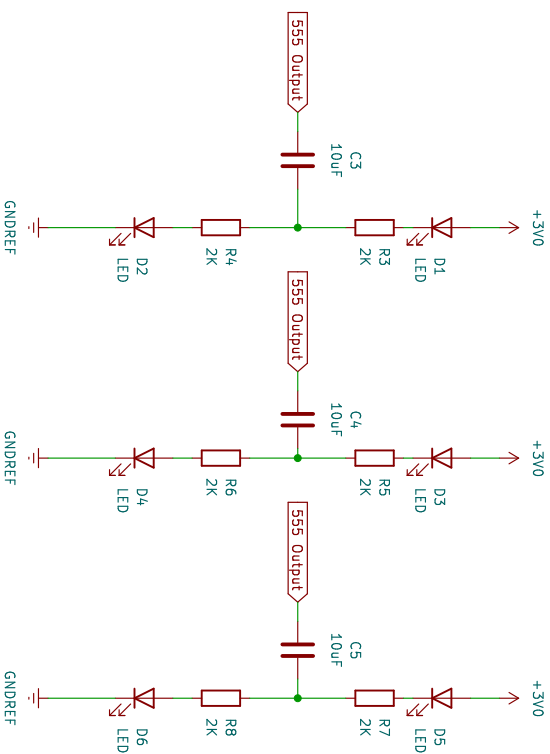 555 Output
C3
10uF
+3V0
D1
LED
R3
2K
R4
2K
D2
LED
GNDREF
555 Output
C4
10uF
+3V0
D3
LED
R5
2K
R6
2K
D4
LED
GNDREF
555 Output
C5
10uF
+3V0
D5
LED
R7
2K
R8
2K
D6
LED
GNDREF